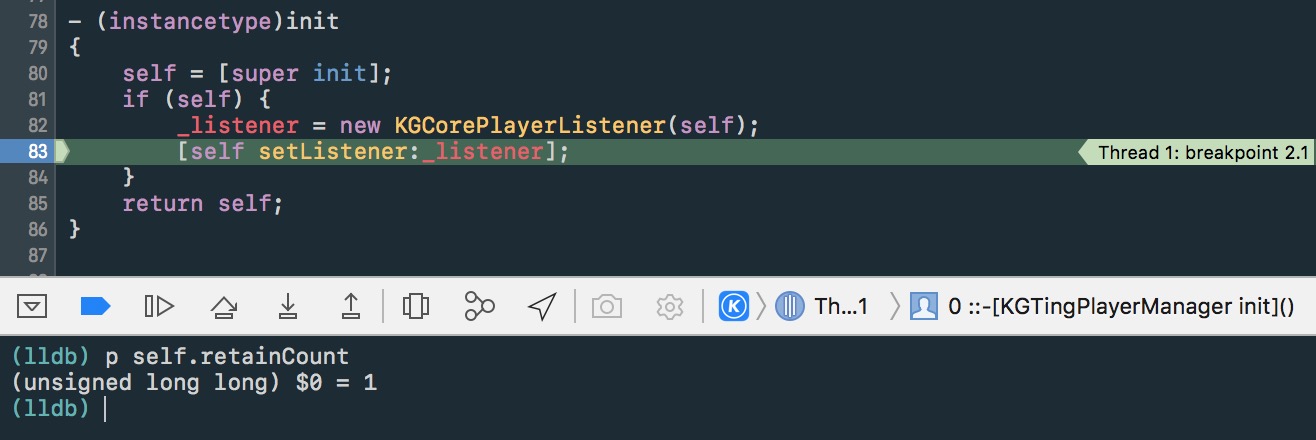 78 - (instancetype)init
79 {
80 self = [super init];
81 if (self) {
82 _listener = new KGCorePlayerListener(self);
83 [self setListener:_listener]; Thread 1: breakpoint 2.1
84 }
85 return self;
86 }
87
K Th...1 0 ::-[KGTingPlayerManager init]()
(lldb) p self.retainCount
(unsigned long long) $0 = 1
(lldb)